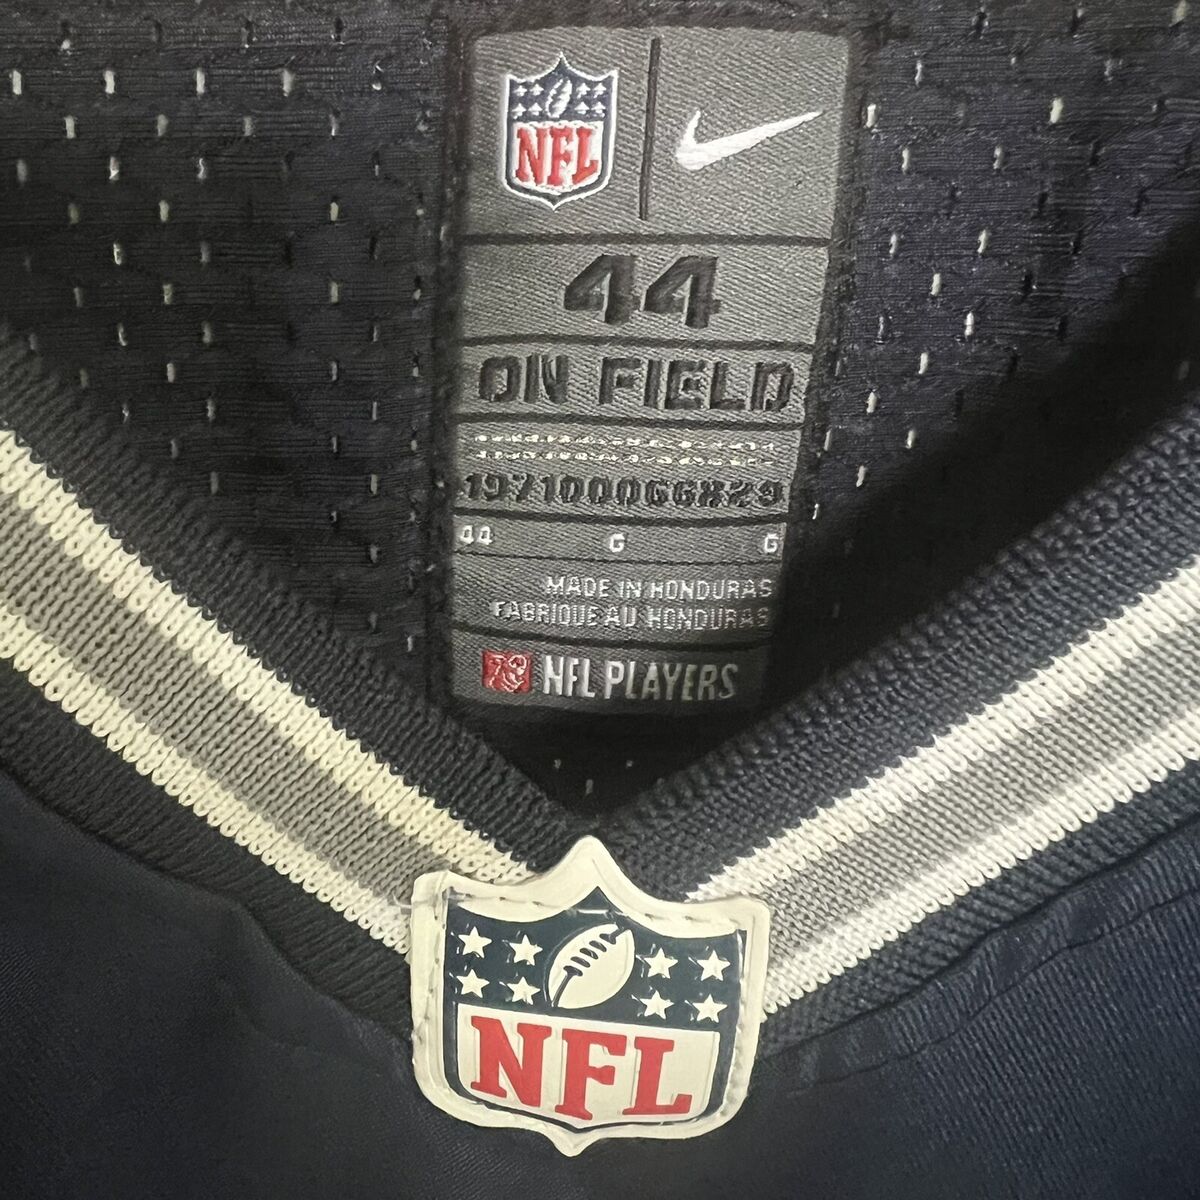 NFL
44
ON FIELD
44 G G
MADE IN HONDURAS
FABRIQUE AU HONDURAS
NFL PLAYERS
NFL